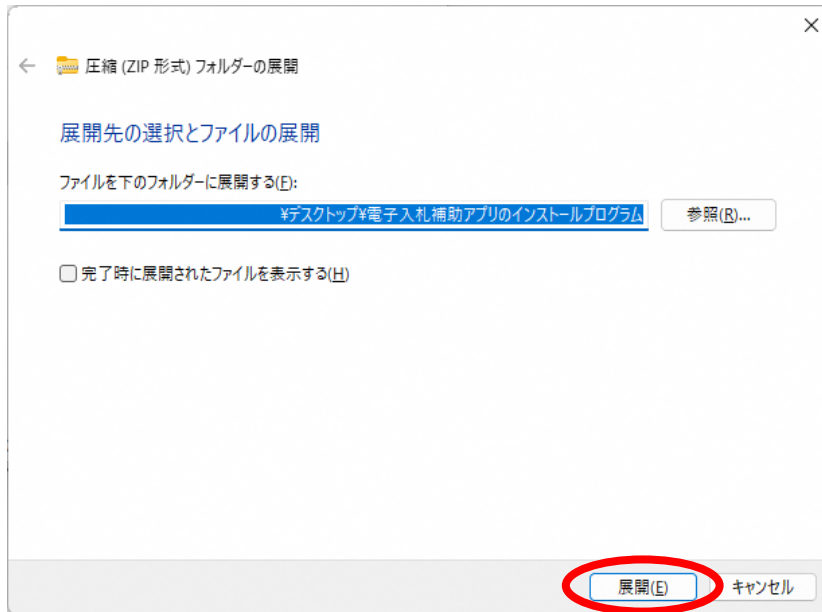 圧縮 (ZIP 形式) フォルダーの展開
展開先の選択とファイルの展開
ファイルを下のフォルダーに展開する(F):
¥デスクトップ¥電子入札補助アプリのインストールプログラム
参照(R)...
完了時に展開されたファイルを表示する(H)
展開(E)
キャンセル